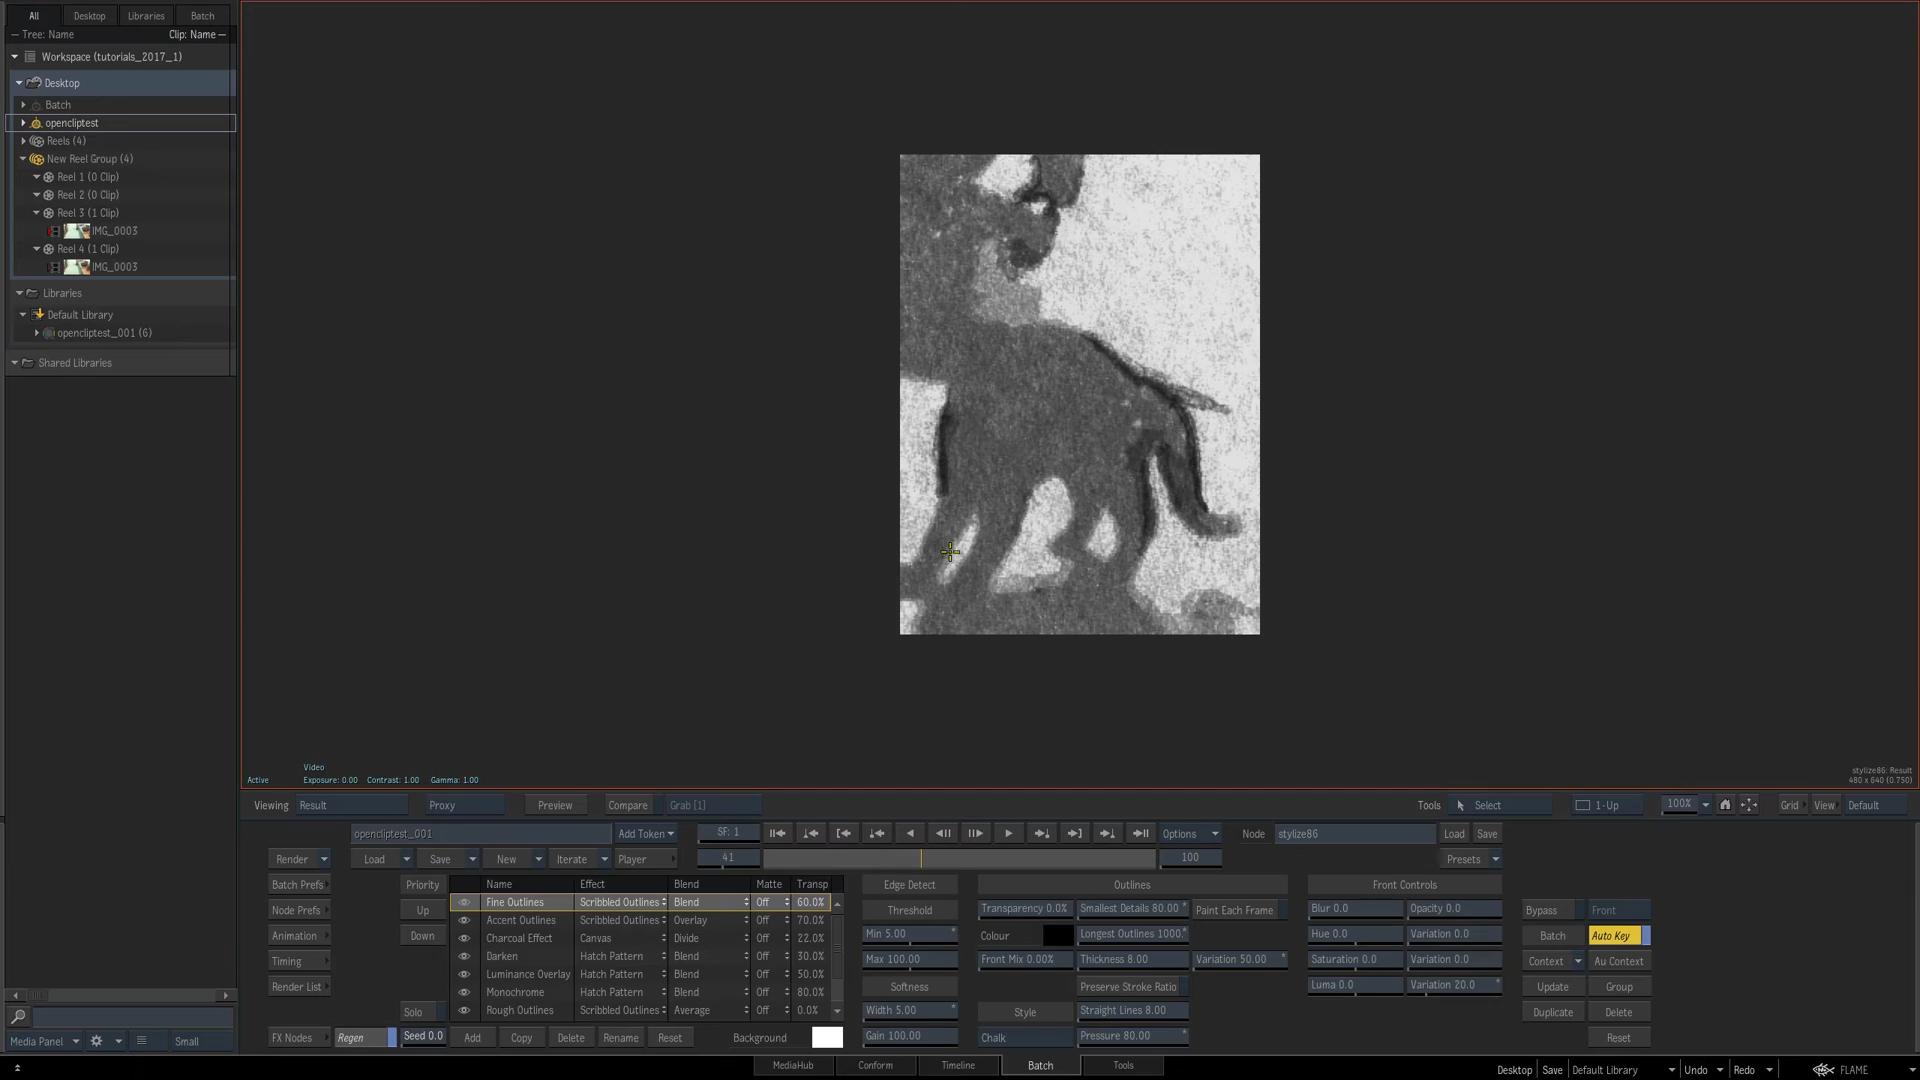 All Desktop Libraries Batch
Tree: Name Clip: Name
Workspace (tutorials_2017_1)
Desktop
Batch
opencliptest
Reels (4)
New Reel Group (4)
Reel 1 (0 Clip)
Reel 2 (0 Clip)
Reel 3 (1 Clip)
IMG_0003
Reel 4 (1 Clip)
IMG_0003
Libraries
Default Library
opencliptest_001 (6)
Shared Libraries
Video
Active Exposure: 0.00 Contrast: 1.00 Gamma: 1.00
stylize86: Result
480 x 640 (0.750)
Viewing Result Proxy Preview Compare Grab [1] Tools Select 1-Up 100% Grid View Default
opencliptest_001 Add Token SF: 1 Options Node stylize86 Load Save
Render Load Save New Iterate Player 41 100 Presets
Batch Prefs Priority Name Effect Blend Matte Transp Edge Detect Outlines Front Controls
Node Prefs Up Fine Outlines Scribbled Outlines Blend Off 60.0% Threshold Transparency 0.0% Smallest Details 80.00 Paint Each Frame Blur 0.0 Opacity 0.0 Bypass Front
Accent Outlines Scribbled Outlines Overlay Off 70.0%
Animation Down Charcoal Effect Canvas Divide Off 22.0% Min 5.00 Colour Longest Outlines 1000. Hue 0.0 Variation 0.0 Batch Auto Key
Timing Darken Hatch Pattern Blend Off 30.0% Max 100.00 Front Mix 0.00% Thickness 8.00 Variation 50.00 Saturation 0.0 Variation 0.0 Context Au Context
Luminance Overlay Hatch Pattern Blend Off 50.0%
Render List Monochrome Hatch Pattern Blend Off 80.0% Softness Preserve Stroke Ratio Luma 0.0 Variation 20.0 Update Group
Solo Rough Outlines Scribbled Outlines Average Off 0.0% Width 5.00 Style Straight Lines 8.00 Duplicate Delete
FX Nodes Regen Seed 0.0 Add Copy Delete Rename Reset Background Gain 100.00 Chalk Pressure 80.00 Reset
Media Panel Small
MediaHub Conform Timeline Batch Tools Desktop Save Default Library Undo Redo FLAME